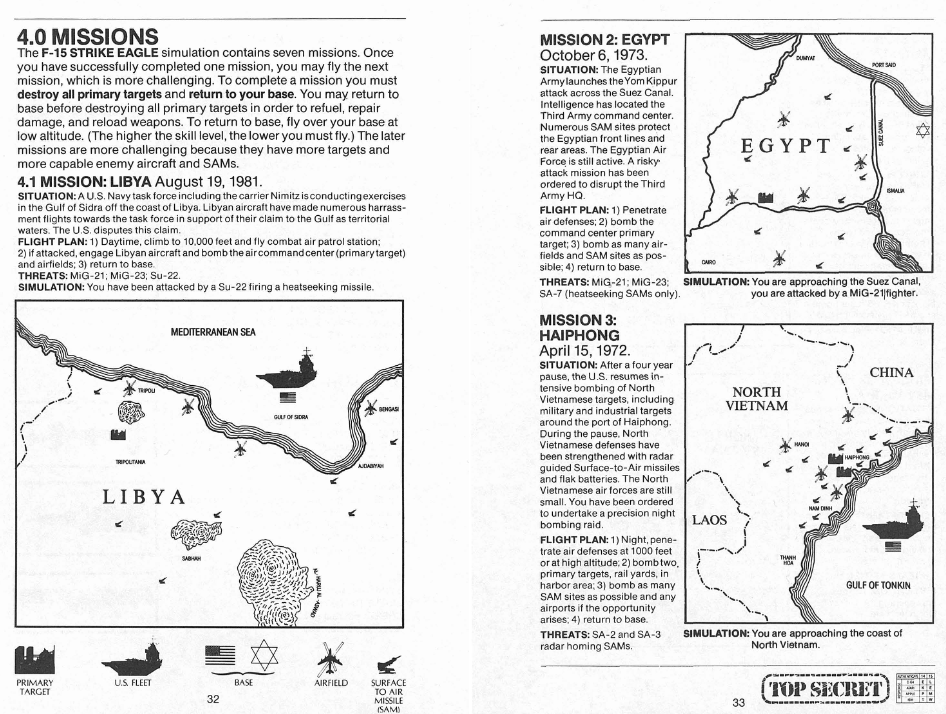 4.0 MISSIONS
The F-15 STRIKE EAGLE simulation contains seven missions. Once
you have successfully completed one mission, you may fly the next
mission, which is more challenging. To complete a mission you must
destroy all primary targets and return to your base. You may return to
base before destroying all primary targets in order to refuel, repair
damage, and reload weapons. To return to base, fly over your base at
low altitude. (The higher the skill level, the lower you must fly.) The later
missions are more challenging because they have more targets and
more capable enemy aircraft and SAMs.
4.1 MISSION: LIBYA August 19, 1981.
SITUATION: A U.S. Navy task force including the carrier Nimitz is conducting exercises
in the Gulf of Sidra off the coast of Libya. Libyan aircraft have made numerous harrass-
ment flights towards the task force in support of their claim to the Gulf as territorial
waters. The U.S. disputes this claim.
FLIGHT PLAN: 1) Daytime, climb to 10,000 feet and fly combat air patrol station;
2) if attacked, engage Libyan aircraft and bomb the air command center (primary target)
and airfields; 3) return to base.
THREATS: MiG-21; MiG-23; Su-22.
SIMULATION: You have been attacked by a Su-22 firing a heatseeking missile.
MEDITERRANEAN SEA
TRIPOLI
GULF OF SIDRA
BENGASI
TRIPOLITANIA
AJDABIYAH
LIBYA
SABHAH
PRIMARY
TARGET
U.S. FLEET
BASE
AIRFIELD
SURFACE
TO AIR
MISSILE
(SAM)
32
MISSION 2: EGYPT
October 6, 1973.
SITUATION: The Egyptian
Army launches the Yom Kippur
attack across the Suez Canal.
Intelligence has located the
Third Army command center.
Numerous SAM sites protect
the Egyptian front lines and
rear areas. The Egyptian Air
Force is still active. A risky
attack mission has been
ordered to disrupt the Third
Army HQ.
FLIGHT PLAN: 1) Penetrate
air defenses; 2) bomb the
command center primary
target; 3) bomb as many air-
fields and SAM sites as pos-
sible; 4) return to base.
THREATS: MiG-21; MiG-23;
SA-7 (heatseeking SAMs only).
DUMYAT
PORT SAID
SUEZ CANAL
EGYPT
ISMALIA
CAIRO
SIMULATION: You are approaching the Suez Canal,
you are attacked by a MiG-21 fighter.
MISSION 3:
HAIPHONG
April 15, 1972.
SITUATION: After a four year
pause, the U.S. resumes in-
tensive bombing of North
Vietnamese targets, including
military and industrial targets
around the port of Haiphong.
During the pause, North
Vietnamese defenses have
been strengthened with radar
guided Surface-to-Air missiles
and flak batteries. The North
Vietnamese air forces are still
small. You have been ordered
to undertake a precision night
bombing raid.
FLIGHT PLAN: 1) Night, pene-
trate air defenses at 1000 feet
or at high altitude; 2) bomb two
primary targets, rail yards, in
harbor area; 3) bomb as many
SAM sites as possible and any
airports if the opportunity
arises; 4) return to base.
THREATS: SA-2 and SA-3
radar homing SAMs.
CHINA
NORTH
VIETNAM
HANOI
HAIPHONG
NAM DINH
LAOS
THANH
HOA
GULF OF TONKIN
SIMULATION: You are approaching the coast of
North Vietnam.
33
TOP SECRET